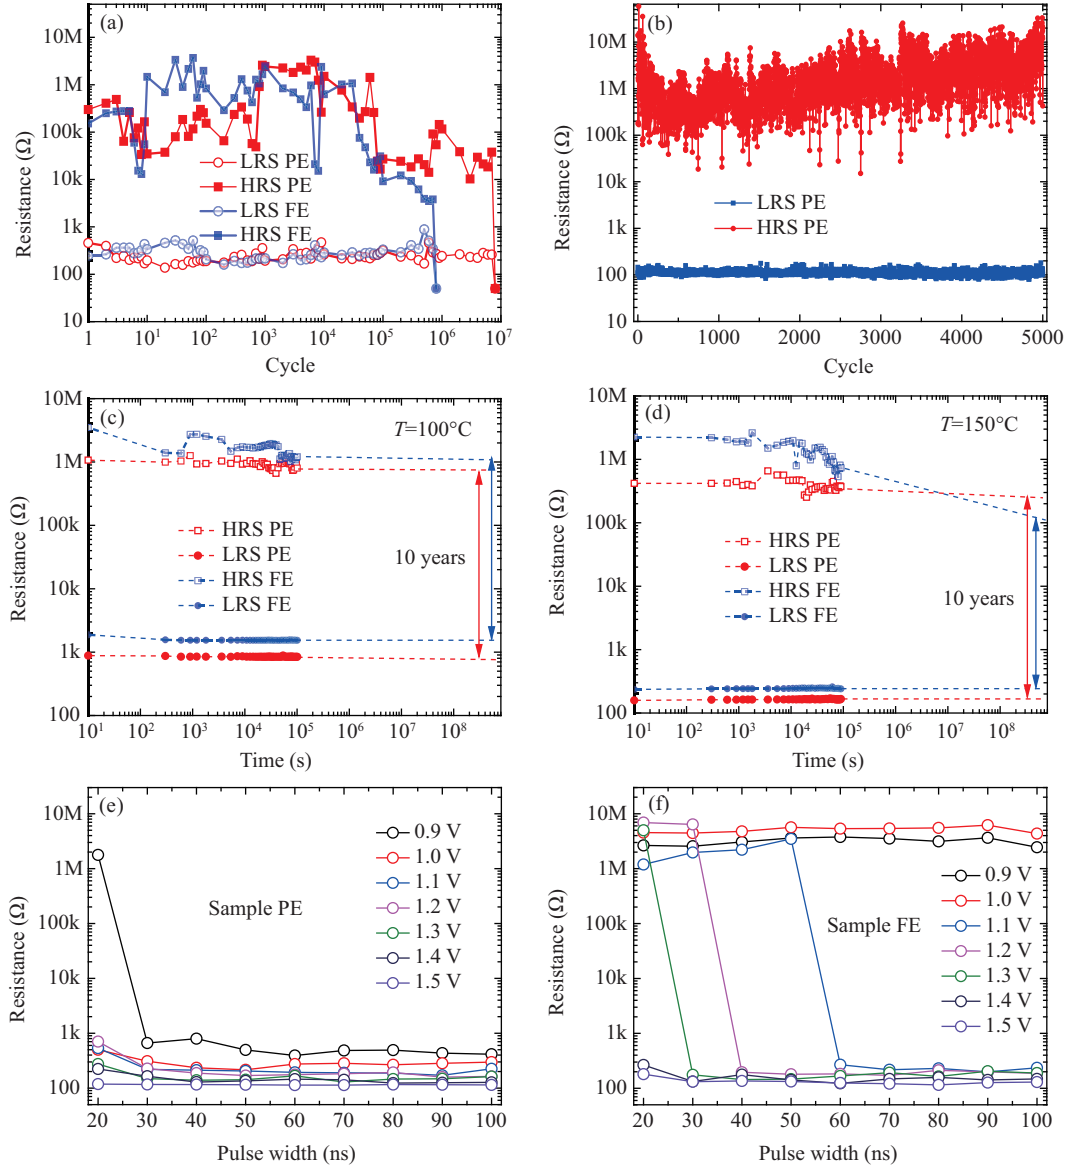 (a)
10M
1M
100k
10k
1k
100
10
Resistance (Ω)
LRS PE
HRS PE
LRS FE
HRS FE
1 10¹ 10² 10³ 10⁴ 10⁵ 10⁶ 10⁷
Cycle
(b)
10M
1M
100k
10k
1k
100
10
Resistance (Ω)
LRS PE
HRS PE
0 1000 2000 3000 4000 5000
Cycle
(c)
T=100°C
10M
1M
100k
10k
1k
100
Resistance (Ω)
HRS PE
LRS PE
HRS FE
LRS FE
10 years
10¹ 10² 10³ 10⁴ 10⁵ 10⁶ 10⁷ 10⁸
Time (s)
(d)
T=150°C
10M
1M
100k
10k
1k
100
Resistance (Ω)
HRS PE
LRS PE
HRS FE
LRS FE
10 years
10¹ 10² 10³ 10⁴ 10⁵ 10⁶ 10⁷ 10⁸
Time (s)
(e)
10M
1M
100k
10k
1k
100
Resistance (Ω)
Sample PE
0.9 V
1.0 V
1.1 V
1.2 V
1.3 V
1.4 V
1.5 V
20 30 40 50 60 70 80 90 100
Pulse width (ns)
(f)
10M
1M
100k
10k
1k
100
Resistance (Ω)
Sample FE
0.9 V
1.0 V
1.1 V
1.2 V
1.3 V
1.4 V
1.5 V
20 30 40 50 60 70 80 90 100
Pulse width (ns)